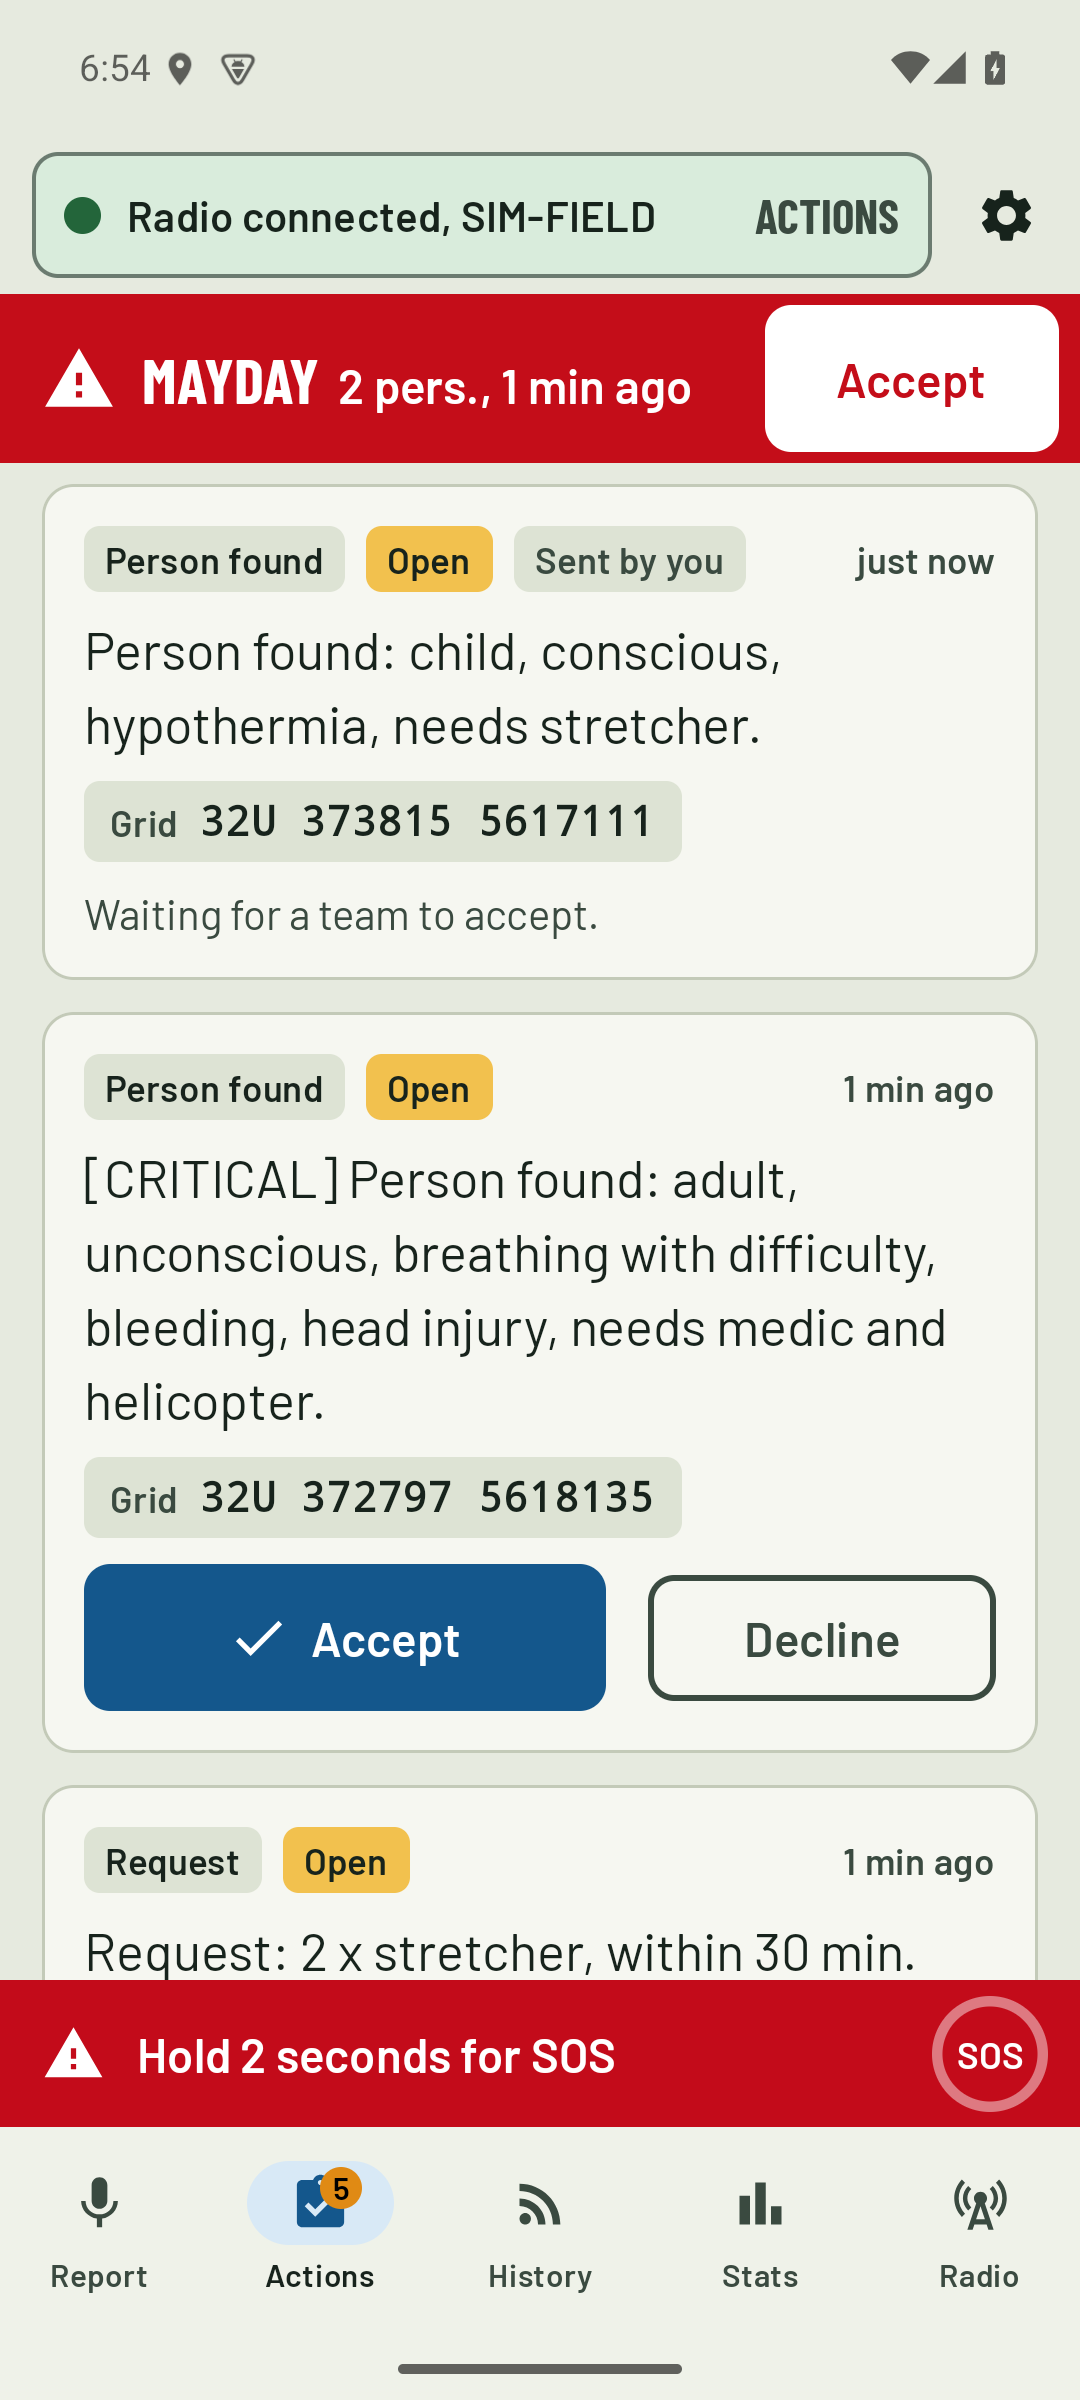 6:54
Radio connected, SIM-FIELD ACTIONS
MAYDAY 2 pers., 1 min ago Accept
Person found Open Sent by you just now
Person found: child, conscious,
hypothermia, needs stretcher.
Grid 32U 373815 5617111
Waiting for a team to accept.
Person found Open 1 min ago
[CRITICAL] Person found: adult,
unconscious, breathing with difficulty,
bleeding, head injury, needs medic and
helicopter.
Grid 32U 372797 5618135
Accept Decline
Request Open 1 min ago
Request: 2 x stretcher, within 30 min.
Hold 2 seconds for SOS SOS
5
Report Actions History Stats Radio